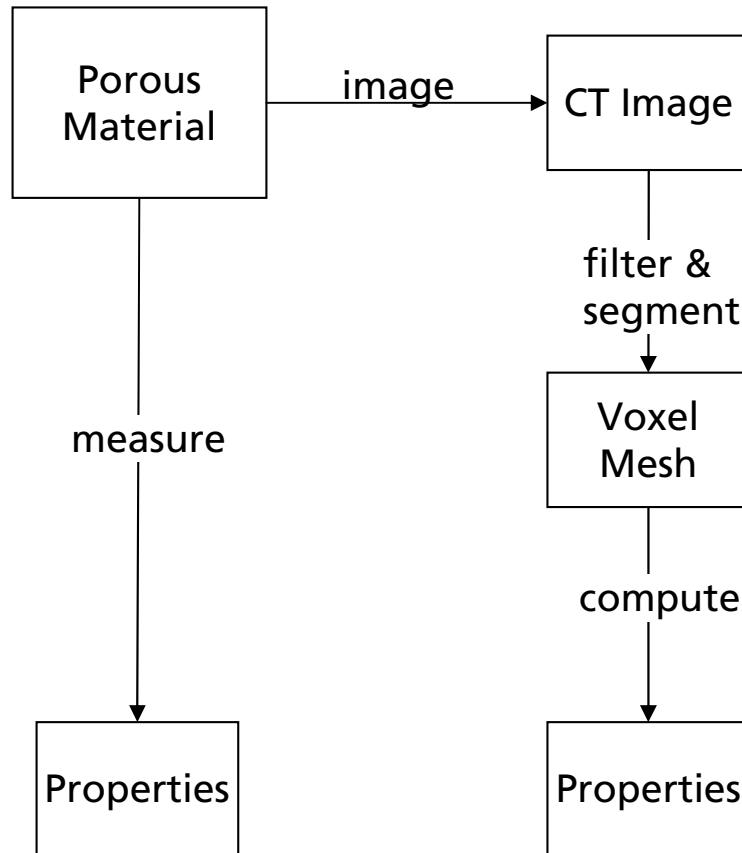 Porous
Material
image
CT Image
filter &
segment
Voxel
Mesh
measure
compute
Properties
Properties